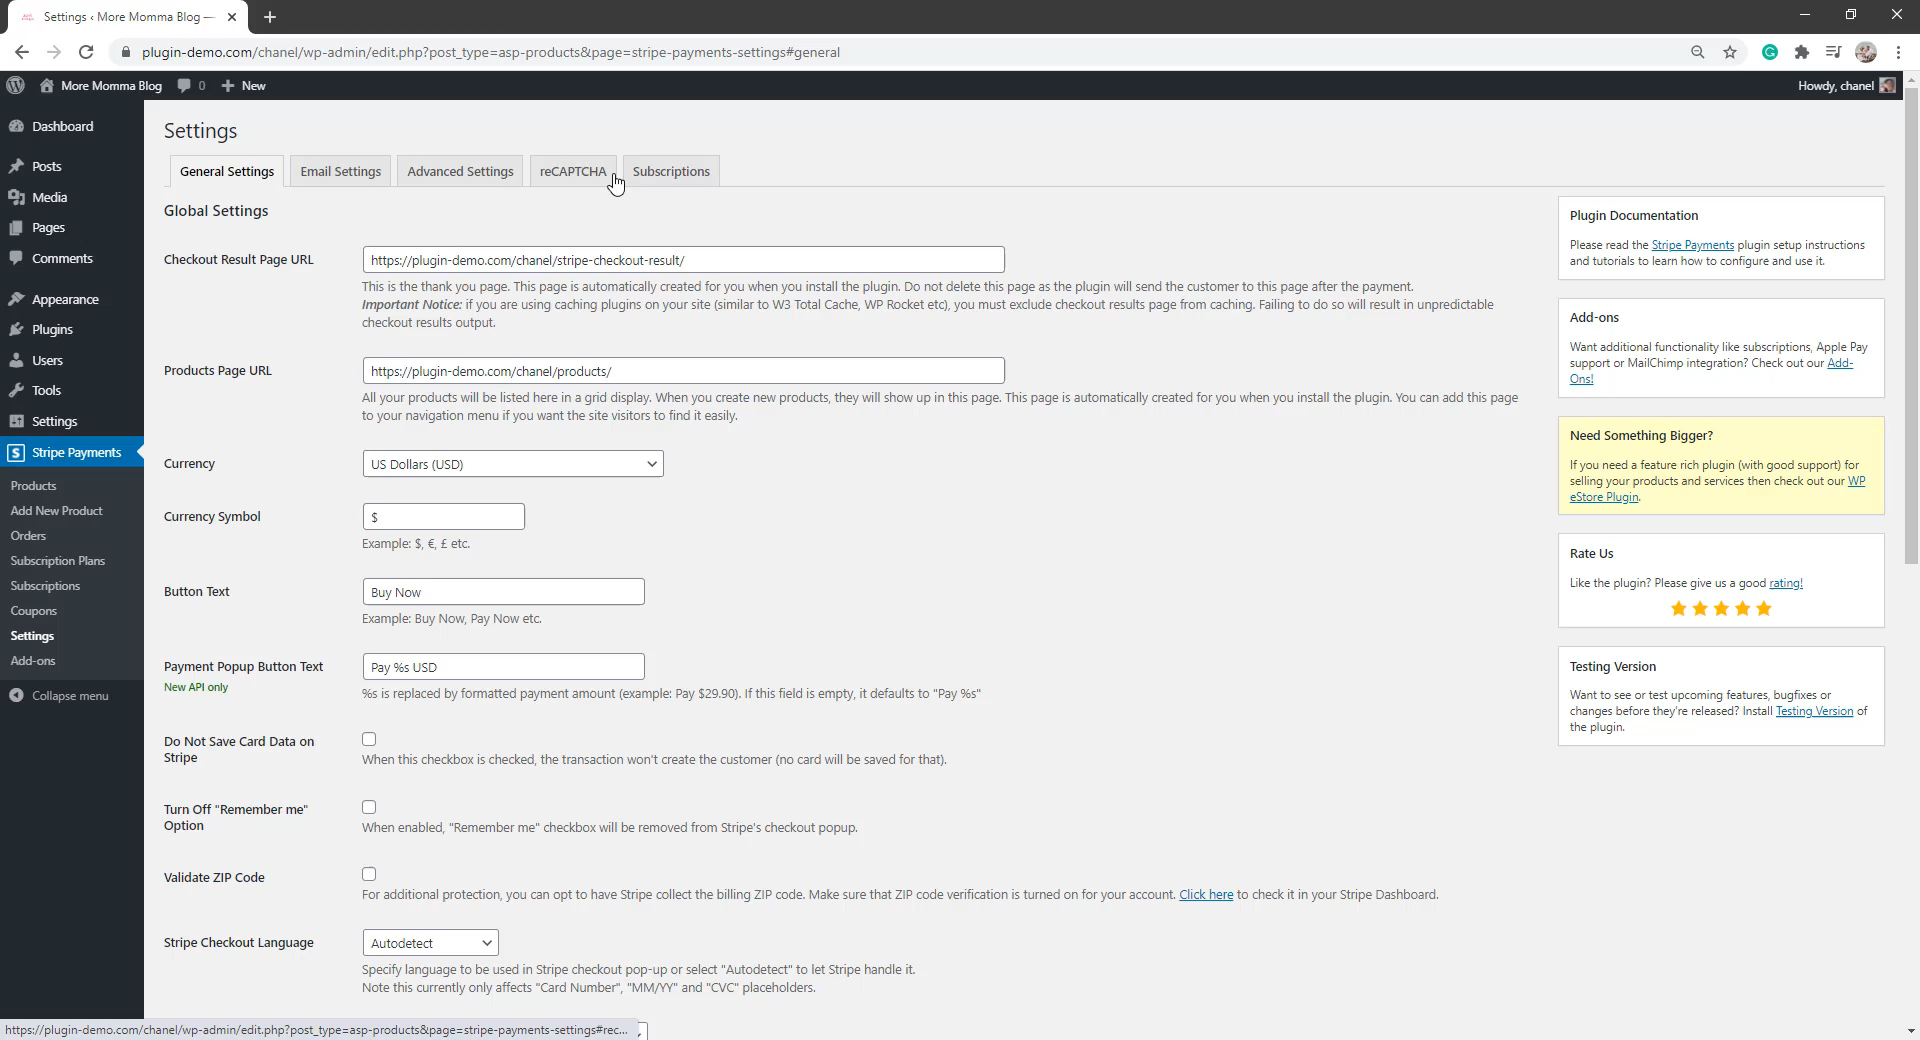 Settings ‹ More Momma Blog —
plugin-demo.com/chanel/wp-admin/edit.php?post_type=asp-products&page=stripe-payments-settings#general
More Momma Blog 0 New Howdy, chanel
Dashboard
Posts
Media
Pages
Comments
Appearance
Plugins
Users
Tools
Settings
Stripe Payments
Products
Add New Product
Orders
Subscription Plans
Subscriptions
Coupons
Settings
Add-ons
Collapse menu
Settings
General Settings Email Settings Advanced Settings reCAPTCHA Subscriptions
Global Settings
Checkout Result Page URL https://plugin-demo.com/chanel/stripe-checkout-result/
This is the thank you page. This page is automatically created for you when you install the plugin. Do not delete this page as the plugin will send the customer to this page after the payment.
Important Notice: if you are using caching plugins on your site (similar to W3 Total Cache, WP Rocket etc), you must exclude checkout results page from caching. Failing to do so will result in unpredictable
checkout results output.
Products Page URL https://plugin-demo.com/chanel/products/
All your products will be listed here in a grid display. When you create new products, they will show up in this page. This page is automatically created for you when you install the plugin. You can add this page
to your navigation menu if you want the site visitors to find it easily.
Currency US Dollars (USD)
Currency Symbol $
Example: $, €, £ etc.
Button Text Buy Now
Example: Buy Now, Pay Now etc.
Payment Popup Button Text Pay %s USD
New API only
%s is replaced by formatted payment amount (example: Pay $29.90). If this field is empty, it defaults to "Pay %s"
Do Not Save Card Data on
Stripe
When this checkbox is checked, the transaction won't create the customer (no card will be saved for that).
Turn Off "Remember me"
Option
When enabled, "Remember me" checkbox will be removed from Stripe's checkout popup.
Validate ZIP Code
For additional protection, you can opt to have Stripe collect the billing ZIP code. Make sure that ZIP code verification is turned on for your account. Click here to check it in your Stripe Dashboard.
Stripe Checkout Language Autodetect
Specify language to be used in Stripe checkout pop-up or select "Autodetect" to let Stripe handle it.
Note this currently only affects "Card Number", "MM/YY" and "CVC" placeholders.
Plugin Documentation
Please read the Stripe Payments plugin setup instructions
and tutorials to learn how to configure and use it.
Add-ons
Want additional functionality like subscriptions, Apple Pay
support or MailChimp integration? Check out our Add-
Ons!
Need Something Bigger?
If you need a feature rich plugin (with good support) for
selling your products and services then check out our WP
eStore Plugin.
Rate Us
Like the plugin? Please give us a good rating!
Testing Version
Want to see or test upcoming features, bugfixes or
changes before they're released? Install Testing Version of
the plugin.
https://plugin-demo.com/chanel/wp-admin/edit.php?post_type=asp-products&page=stripe-payments-settings#rec...